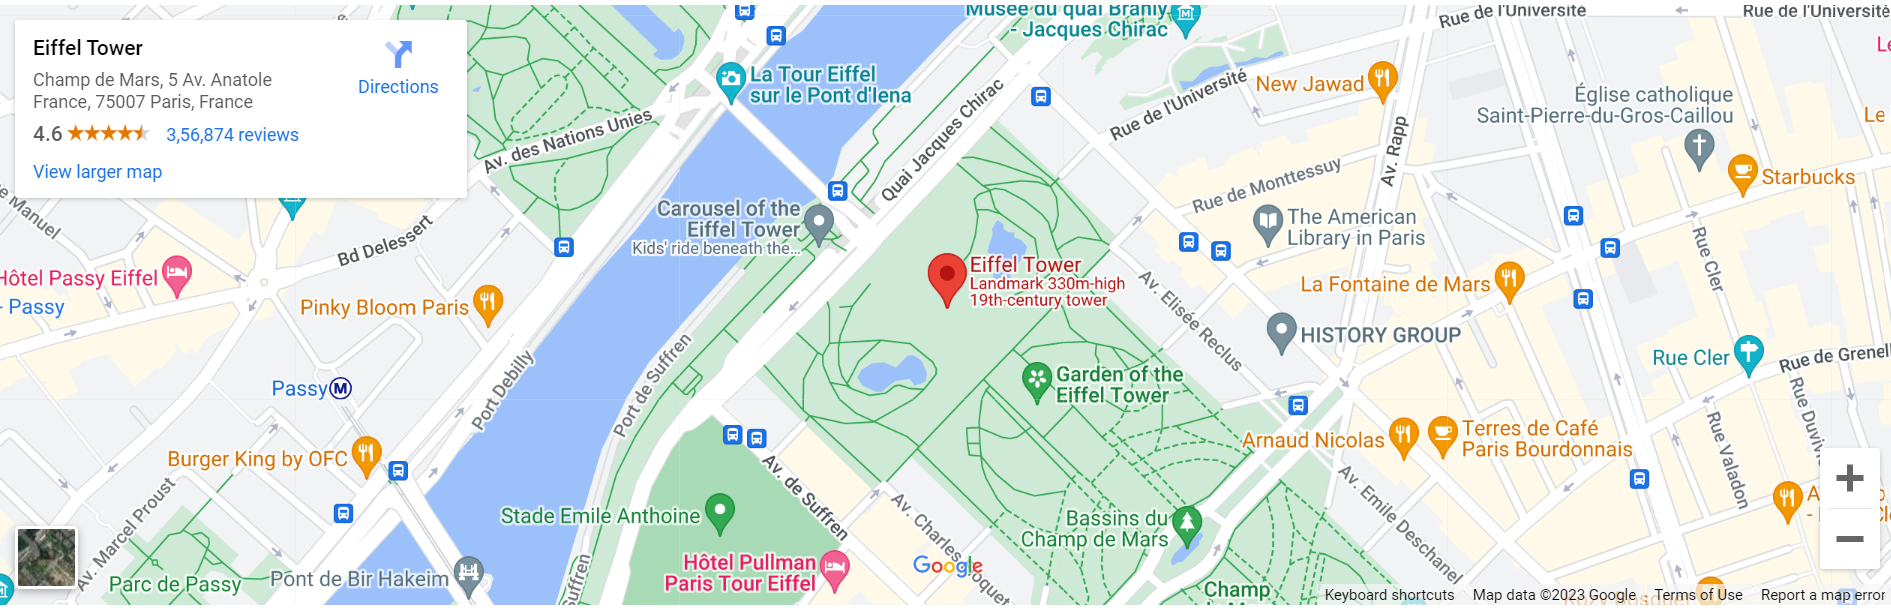 Eiffel Tower
Champ de Mars, 5 Av. Anatole
France, 75007 Paris, France
4.6
3,56,874 reviews
View larger map
Directions
Musée du quai Branly
- Jacques Chirac
Rue de l'Université
Rue de l'Université
La Tour Eiffel
sur le Pont d'Iena
Quai Jacques Chirac
Rue de l'Université
New Jawad
Église catholique
Saint-Pierre-du-Gros-Caillou
Le
Av. des Nations Unies
Av. Rapp
Starbucks
Rue de Monttessuy
Carousel of the
Eiffel Tower
Kids' ride beneath the...
The American
Library in Paris
Rue Cler
Manuel
Bd Delessert
Hôtel Passy Eiffel
- Passy
Pinky Bloom Paris
Eiffel Tower
Landmark 330m-high
19th-century tower
Av. Elisée Reclus
La Fontaine de Mars
HISTORY GROUP
Rue Cler
Rue de Grenell
Port Debilly
Port de Suffren
Passy
M
Garden of the
Eiffel Tower
Rue Valadon
Rue Duvivi
Arnaud Nicolas
Terres de Café
Paris Bourdonnais
Burger King by OFC
Av. de Suffren
Av. Marcel Proust
Stade Emile Anthoine
Av. Charles Floquet
Av. Emile Deschanel
Bassins du
Champ de Mars
Hôtel Pullman
Paris Tour Eiffel
Google
Parc de Passy
Pont de Bir Hakeim
Suffren
Champ
Keyboard shortcuts
Map data ©2023 Google
Terms of Use
Report a map error